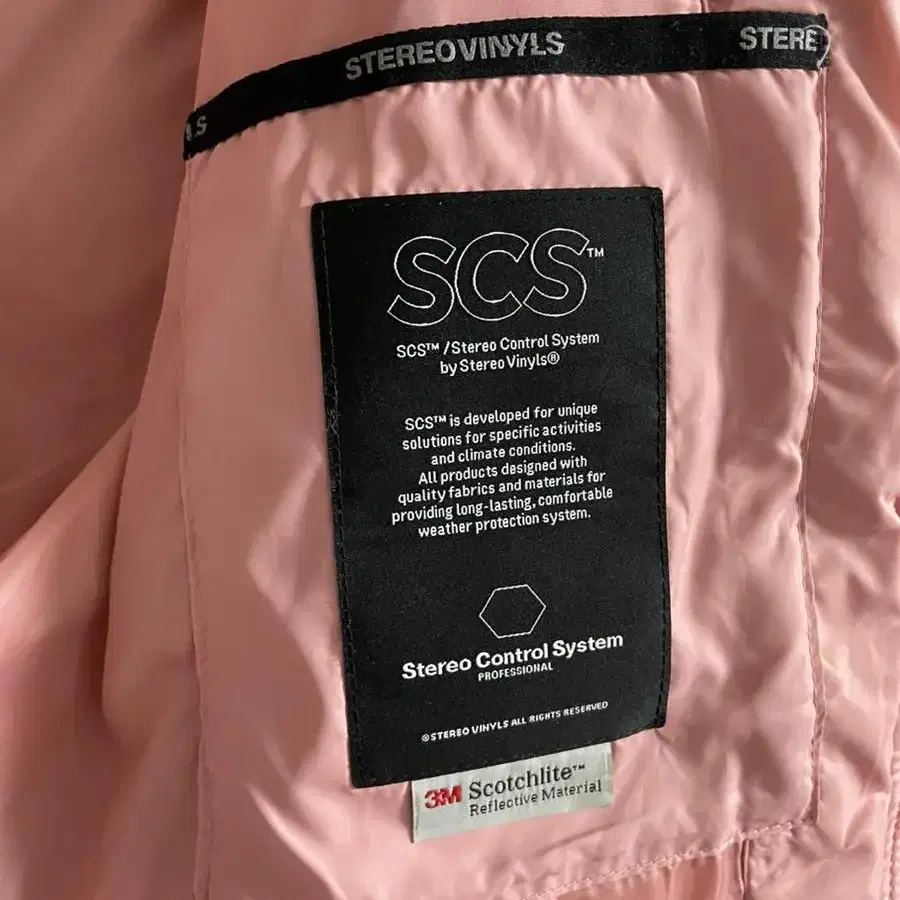 STEREO VINYLS STERE
LS
SCS™
SCS™ / Stereo Control System
by Stereo Vinyls®
SCS™ is developed for unique
solutions for specific activities
and climate conditions.
All products designed with
quality fabrics and materials for
providing long-lasting, comfortable
weather protection system.
Stereo Control System
PROFESSIONAL
©STEREO VINYLS ALL RIGHTS RESERVED
3M Scotchlite™
Reflective Material